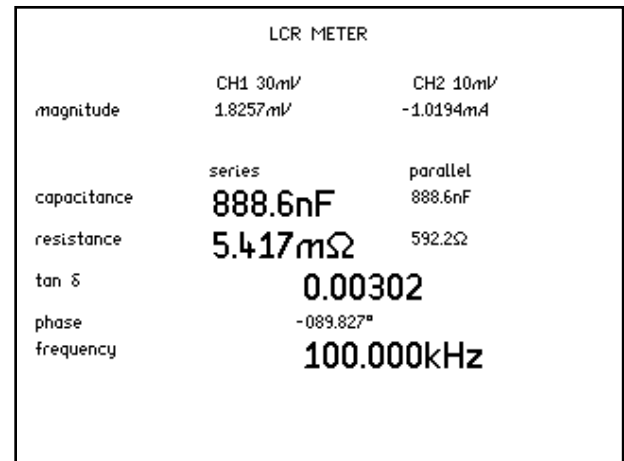 LCR METER
CH1 30mV CH2 10mV
magnitude 1.8257mV -1.0194mA
series parallel
capacitance 888.6nF 888.6nF
resistance 5.417mΩ 592.2Ω
tan δ 0.00302
phase -089.827°
frequency 100.000kHz